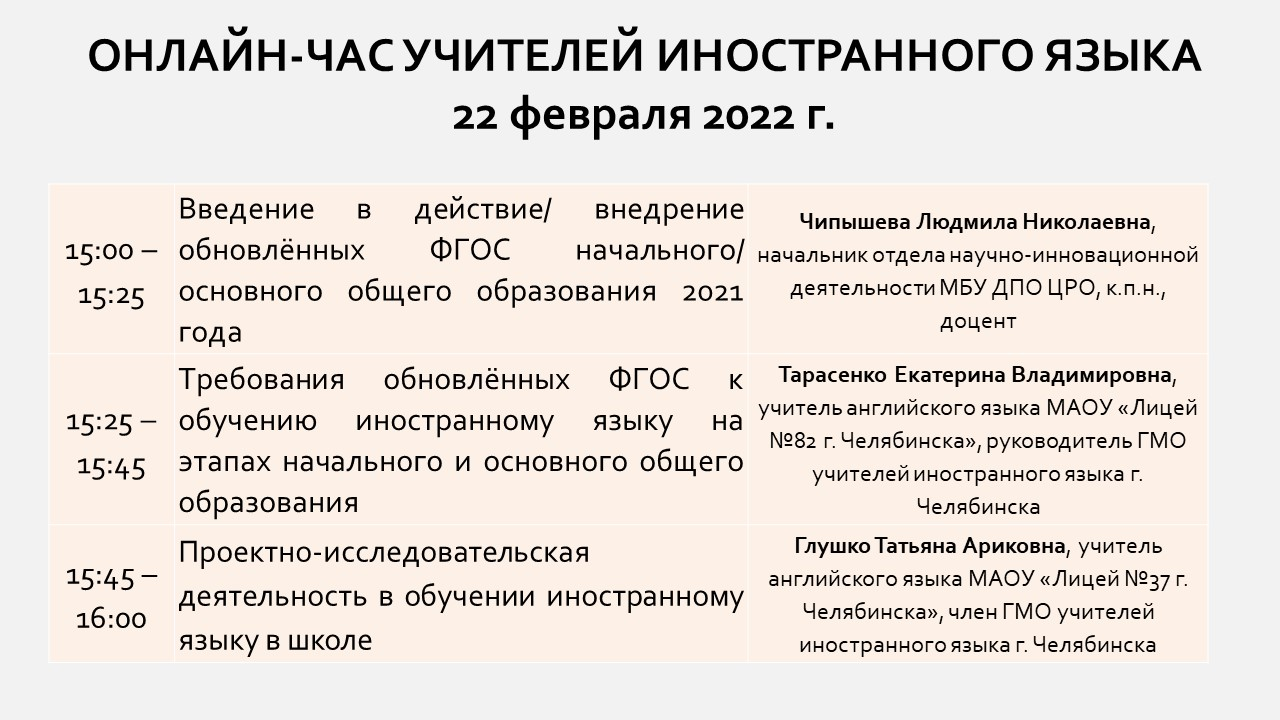 ОНЛАЙН-ЧАС УЧИТЕЛЕЙ ИНОСТРАННОГО ЯЗЫКА
22 февраля 2022 г.
15:00 –
15:25
Введение в действие/ внедрение
обновлённых ФГОС начального/
основного общего образования 2021
года
Чипышева Людмила Николаевна,
начальник отдела научно-инновационной
деятельности МБУ ДПО ЦРО, к.п.н.,
доцент
15:25 –
15:45
Требования обновлённых ФГОС к
обучению иностранному языку на
этапах начального и основного общего
образования
Тарасенко Екатерина Владимировна,
учитель английского языка МАОУ «Лицей
№82 г. Челябинска», руководитель ГМО
учителей иностранного языка г.
Челябинска
15:45 –
16:00
Проектно-исследовательская
деятельность в обучении иностранному
языку в школе
Глушко Татьяна Ариковна, учитель
английского языка МАОУ «Лицей №37 г.
Челябинска», член ГМО учителей
иностранного языка г. Челябинска